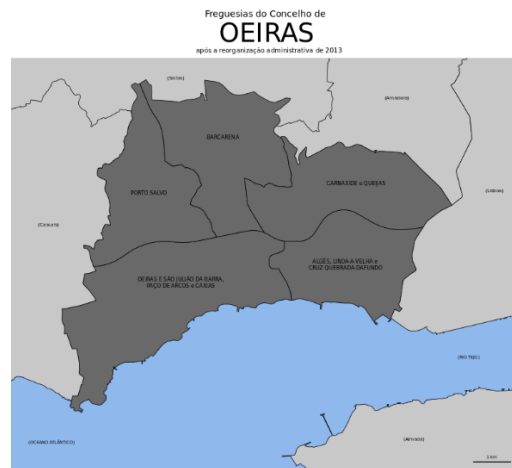 Freguesias do Concelho de
OEIRAS
após a reorganização administrativa de 2013
(Sintra)
(Amadora)
BARCARENA
CARNAXIDE e QUEIJAS
PORTO SALVO
(Lisboa)
(Cascais)
ALGÉS, LINDA-A-VELHA e
CRUZ QUEBRADA-DAFUNDO
OEIRAS E SÃO JULIÃO DA BARRA,
PAÇO DE ARCOS e CAXIAS
(RIO TEJO)
(OCEANO ATLÂNTICO)
(Almada)
1 km